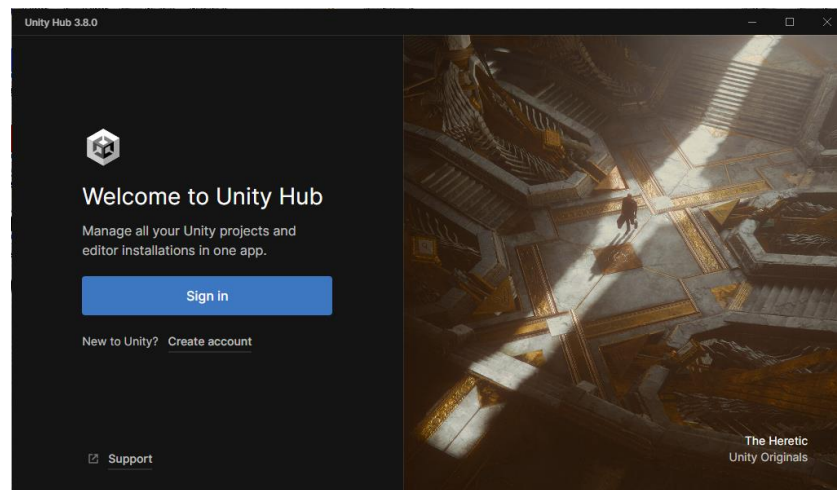 Unity Hub 3.8.0
Welcome to Unity Hub
Manage all your Unity projects and
editor installations in one app.
Sign in
New to Unity? Create account
Support
The Heretic
Unity Originals